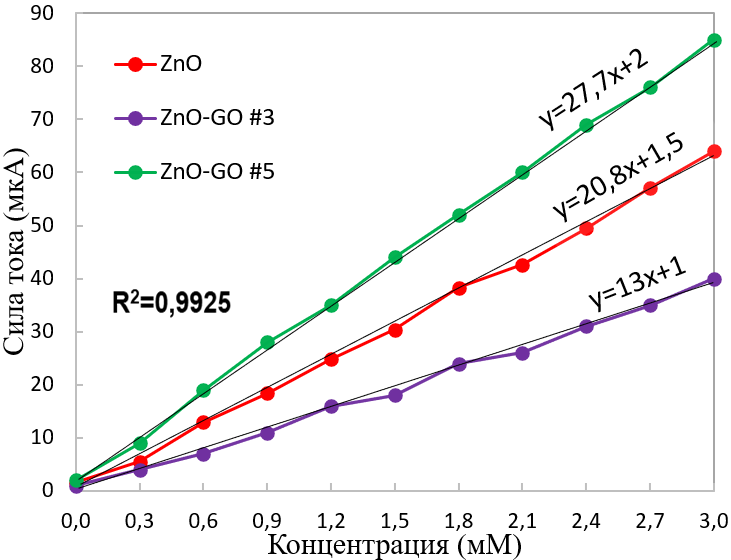 90
80
70
60
50
40
30
20
10
0
Сила тока (мкА)
ZnO
ZnO-GO #3
ZnO-GO #5
R²=0,9925
y=27,7x+2
y=20,8x+1,5
y=13x+1
0,0 0,3 0,6 0,9 1,2 1,5 1,8 2,1 2,4 2,7 3,0
Концентрация (мМ)